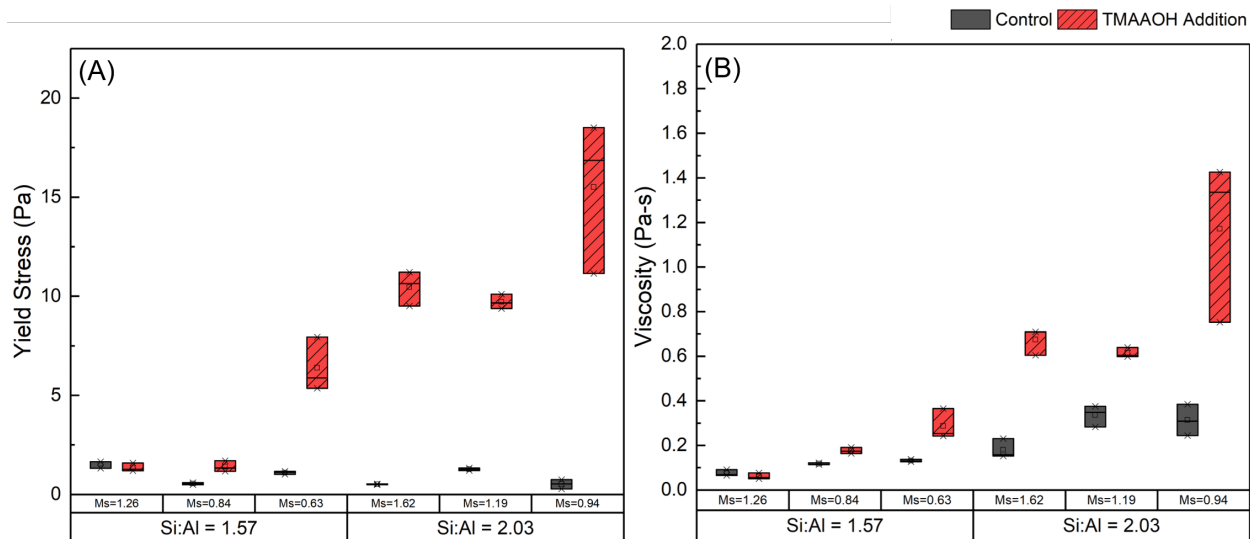 Control TMAAOH Addition
(A)
Yield Stress (Pa)
20
15
10
5
0
Ms=1.26 Ms=0.84 Ms=0.63 Ms=1.62 Ms=1.19 Ms=0.94
Si:Al = 1.57 Si:Al = 2.03
(B)
Viscosity (Pa-s)
2.0
1.8
1.6
1.4
1.2
1.0
0.8
0.6
0.4
0.2
0.0
Ms=1.26 Ms=0.84 Ms=0.63 Ms=1.62 Ms=1.19 Ms=0.94
Si:Al = 1.57 Si:Al = 2.03